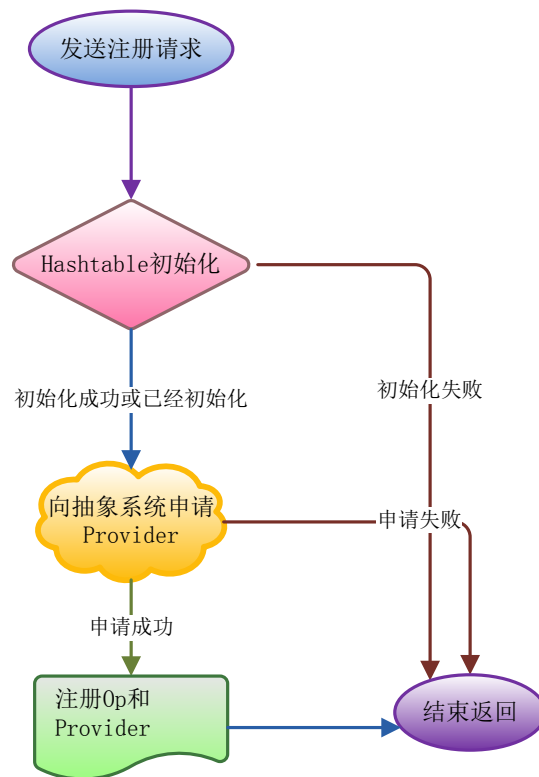 发送注册请求
Hashtable初始化
初始化失败
初始化成功或已经初始化
向抽象系统申请
Provider
申请失败
申请成功
注册Op和
Provider
结束返回